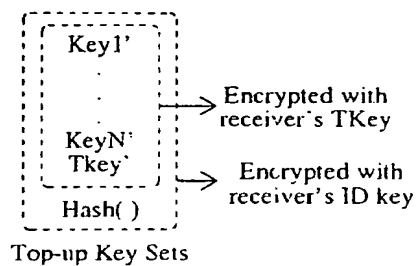 Key1'
.
.
.
KeyN'
Tkey'
Hash( )
Encrypted with
receiver's TKey
Encrypted with
receiver's ID key
Top-up Key Sets